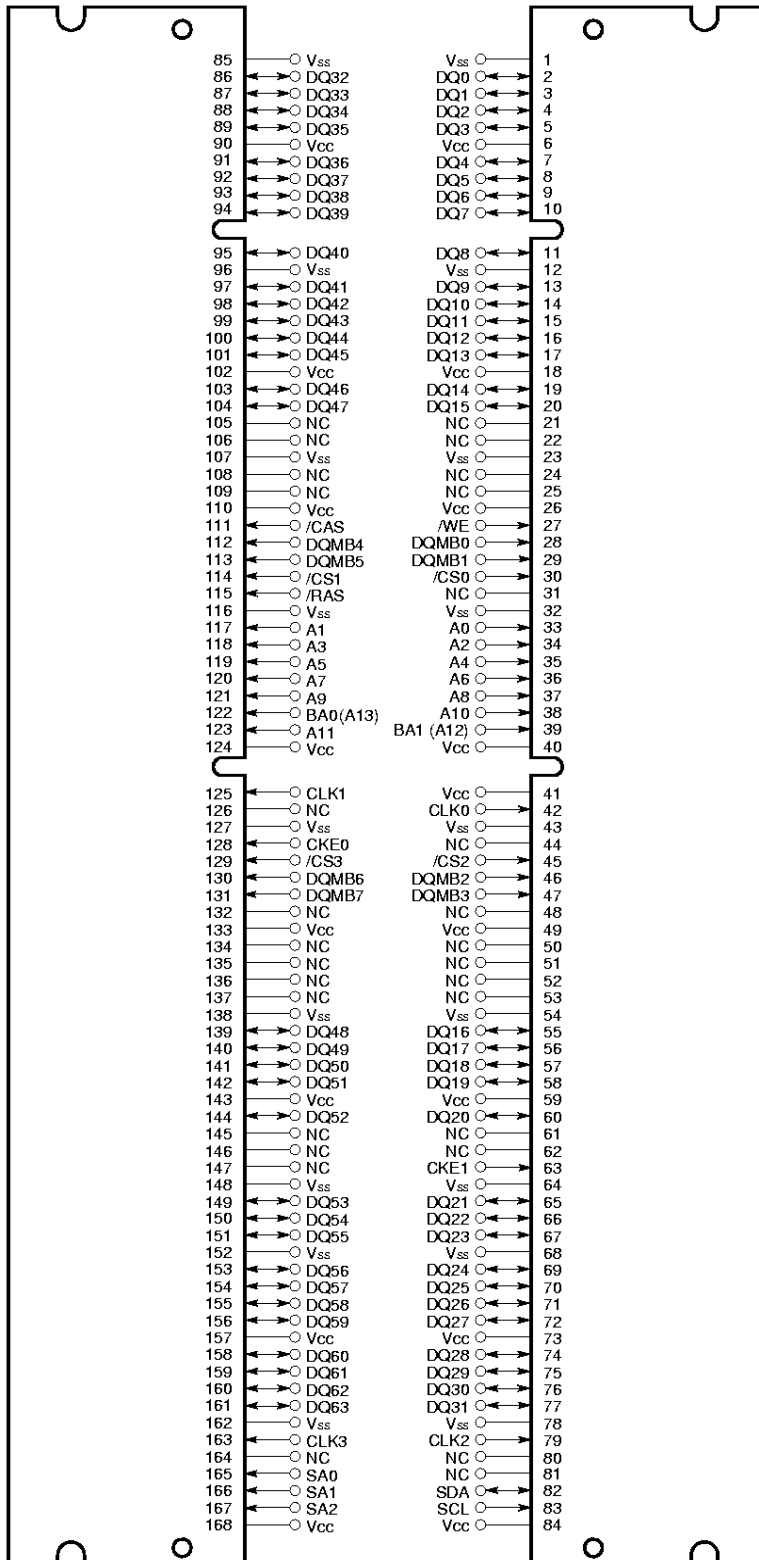 85 Vss Vss 1
86 DQ32 DQ0 2
87 DQ33 DQ1 3
88 DQ34 DQ2 4
89 DQ35 DQ3 5
90 Vcc Vcc 6
91 DQ36 DQ4 7
92 DQ37 DQ5 8
93 DQ38 DQ6 9
94 DQ39 DQ7 10
95 DQ40 DQ8 11
96 Vss Vss 12
97 DQ41 DQ9 13
98 DQ42 DQ10 14
99 DQ43 DQ11 15
100 DQ44 DQ12 16
101 DQ45 DQ13 17
102 Vcc Vcc 18
103 DQ46 DQ14 19
104 DQ47 DQ15 20
105 NC NC 21
106 NC NC 22
107 Vss Vss 23
108 NC NC 24
109 NC NC 25
110 Vcc Vcc 26
111 /CAS /WE 27
112 DQMB4 DQMB0 28
113 DQMB5 DQMB1 29
114 /CS1 /CS0 30
115 /RAS NC 31
116 Vss Vss 32
117 A1 A0 33
118 A3 A2 34
119 A5 A4 35
120 A7 A6 36
121 A9 A8 37
122 BA0(A13) A10 38
123 A11 BA1 (A12) 39
124 Vcc Vcc 40
125 CLK1 Vcc 41
126 NC CLK0 42
127 Vss Vss 43
128 CKE0 NC 44
129 /CS3 /CS2 45
130 DQMB6 DQMB2 46
131 DQMB7 DQMB3 47
132 NC NC 48
133 Vcc Vcc 49
134 NC NC 50
135 NC NC 51
136 NC NC 52
137 NC NC 53
138 Vss Vss 54
139 DQ48 DQ16 55
140 DQ49 DQ17 56
141 DQ50 DQ18 57
142 DQ51 DQ19 58
143 Vcc Vcc 59
144 DQ52 DQ20 60
145 NC NC 61
146 NC NC 62
147 NC CKE1 63
148 Vss Vss 64
149 DQ53 DQ21 65
150 DQ54 DQ22 66
151 DQ55 DQ23 67
152 Vss Vss 68
153 DQ56 DQ24 69
154 DQ57 DQ25 70
155 DQ58 DQ26 71
156 DQ59 DQ27 72
157 Vcc Vcc 73
158 DQ60 DQ28 74
159 DQ61 DQ29 75
160 DQ62 DQ30 76
161 DQ63 DQ31 77
162 Vss Vss 78
163 CLK3 CLK2 79
164 NC NC 80
165 SA0 NC 81
166 SA1 SDA 82
167 SA2 SCL 83
168 Vcc Vcc 84